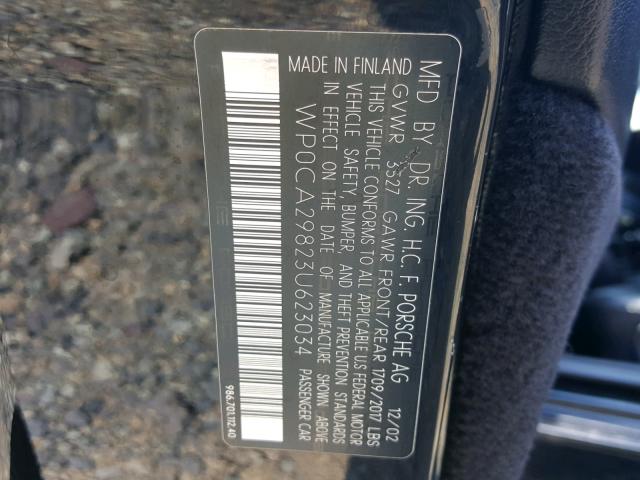 MFD BY DR. ING. H.C. F. PORSCHE AG 12/02
MADE IN FINLAND GVWR 3527 GAWR FRONT/REAR 1709/2017 LBS
THIS VEHICLE CONFORMS TO ALL APPLICABLE US FEDERAL MOTOR
VEHICLE SAFETY, BUMPER, AND THEFT PREVENTION STANDARDS
IN EFFECT ON THE DATE OF MANUFACTURE SHOWN ABOVE
WP0CA29823U623034 PASSENGER CAR
986.701.112.40